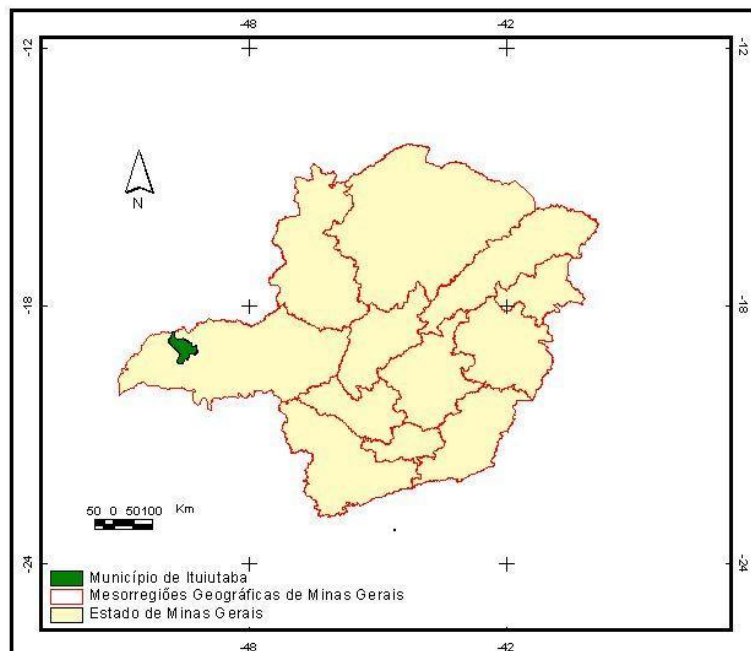 -48 -42
-12 -12
N
-18 -18
50 0 50100 Km
-24 -24
Município de Ituiutaba
Mesorregiões Geográficas de Minas Gerais
Estado de Minas Gerais
-48 -42